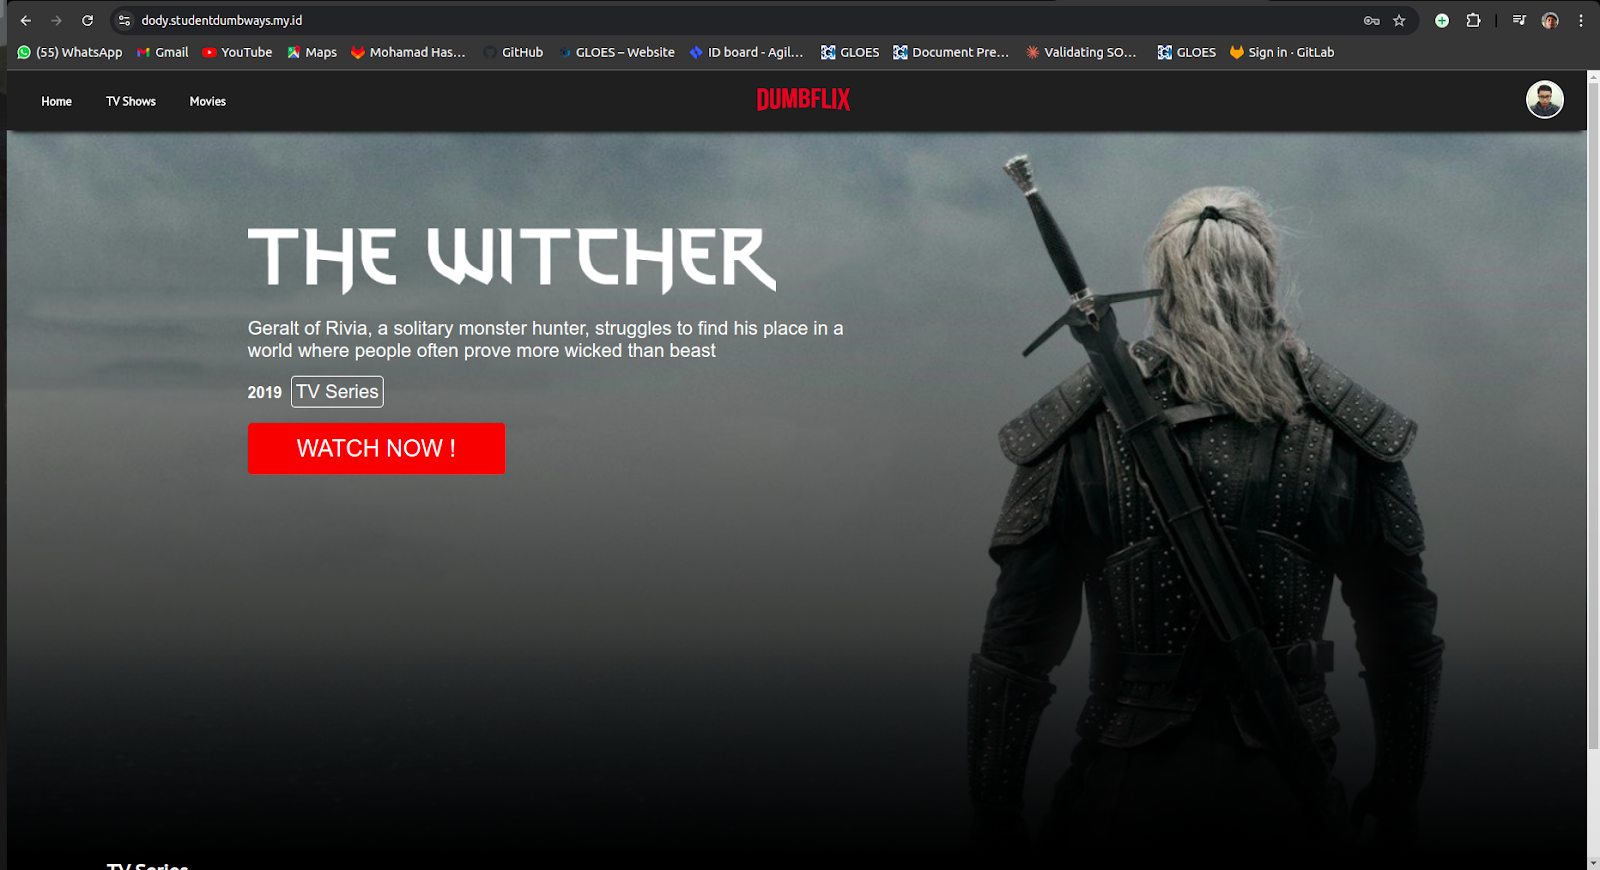 dody.studentdumbways.my.id
(55) WhatsApp Gmail YouTube Maps Mohamad Has... GitHub GLOES – Website ID board - Agil... GLOES Document Pre... Validating SO... GLOES Sign in · GitLab
Home TV Shows Movies DUMBFLIX
THE WITCHER
Geralt of Rivia, a solitary monster hunter, struggles to find his place in a
world where people often prove more wicked than beast
2019 TV Series
WATCH NOW !
TV Series